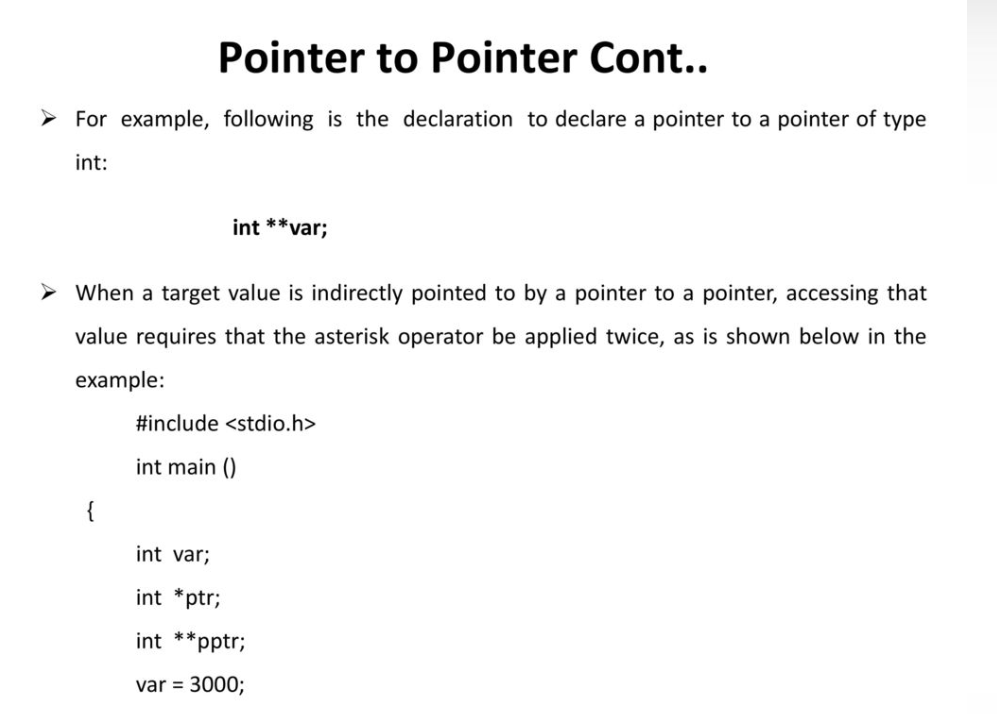 Pointer to Pointer Cont..
➢ For example, following is the declaration to declare a pointer to a pointer of type
int:
int **var;
➢ When a target value is indirectly pointed to by a pointer to a pointer, accessing that
value requires that the asterisk operator be applied twice, as is shown below in the
example:
#include <stdio.h>
int main ()
{
int var;
int *ptr;
int **pptr;
var = 3000;